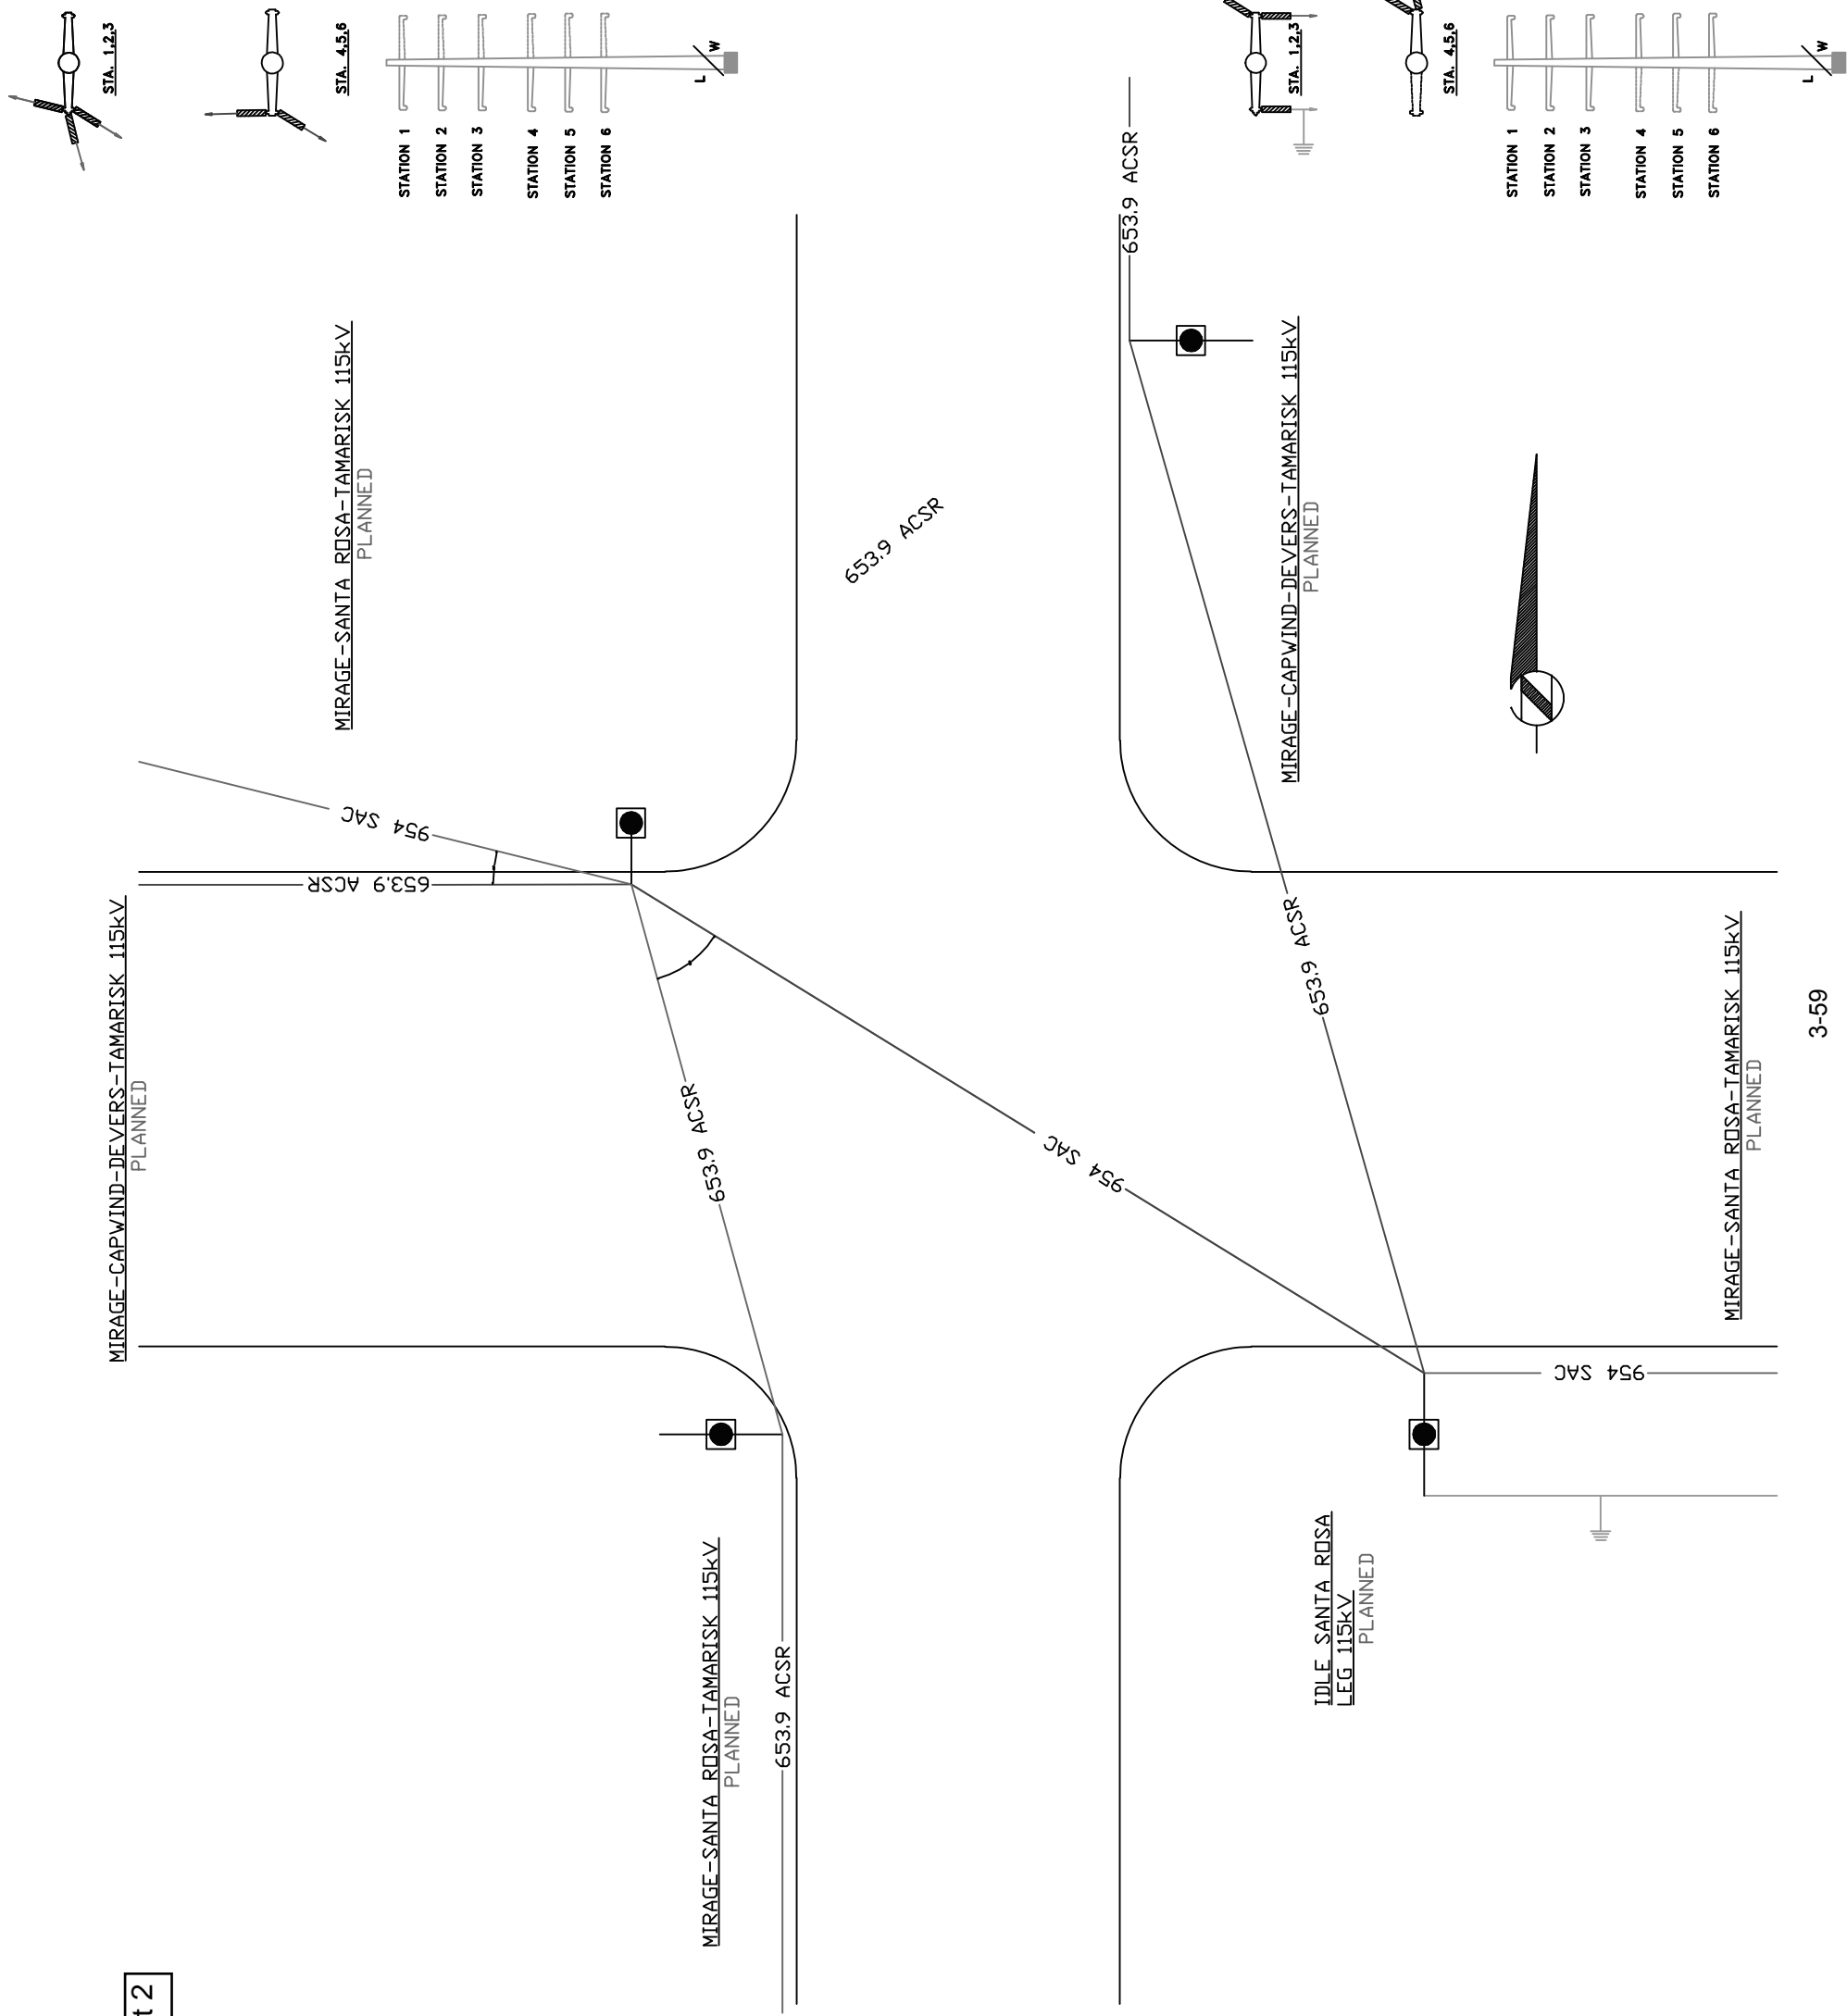 t 2
MIRAGE-CAPWIND-DEVERS-TAMARISK 115kV
PLANNED
MIRAGE-SANTA ROSA-TAMARISK 115kV
PLANNED
STA. 1,2,3
STA. 4,5,6
STATION 1
STATION 2
STATION 3
STATION 4
STATION 5
STATION 6
L
W
653.9 ACSR
954 SAC
653.9 ACSR
954 SAC
MIRAGE-SANTA ROSA-TAMARISK 115kV
PLANNED
653.9 ACSR
653.9 ACSR
653.9 ACSR
653.9 ACSR
MIRAGE-CAPWIND-DEVERS-TAMARISK 115kV
PLANNED
IDLE SANTA ROSA
LEG 115kV
PLANNED
954 SAC
MIRAGE-SANTA ROSA-TAMARISK 115kV
PLANNED
STA. 1,2,3
STA. 4,5,6
STATION 1
STATION 2
STATION 3
STATION 4
STATION 5
STATION 6
L
W
N
3-59